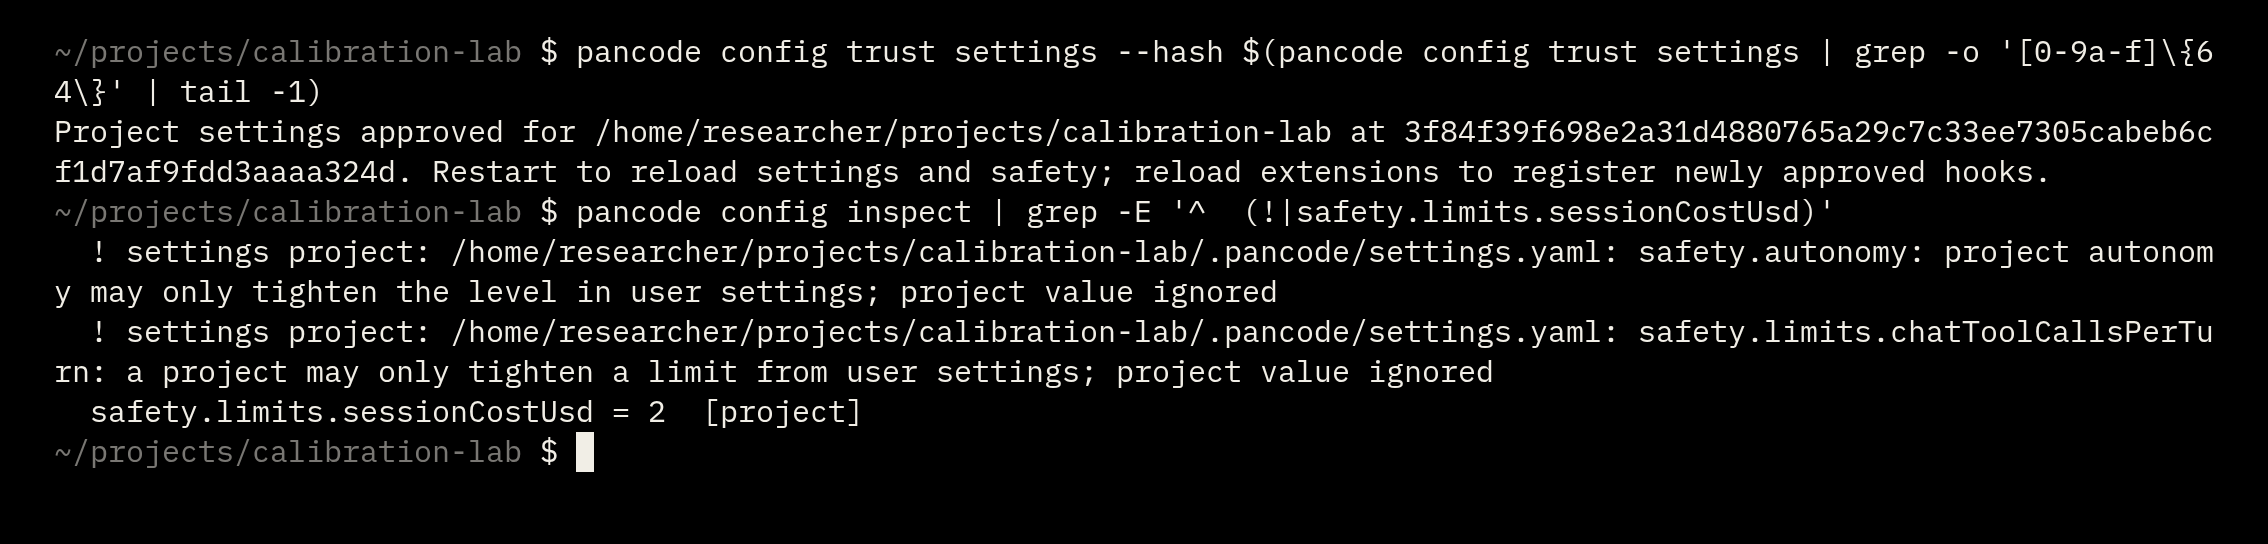 ~/projects/calibration-lab $ pancode config trust settings --hash $(pancode config trust settings | grep -o '[0-9a-f]\{6
4\}' | tail -1)
Project settings approved for /home/researcher/projects/calibration-lab at 3f84f39f698e2a31d4880765a29c7c33ee7305cabeb6c
f1d7af9fdd3aaaa324d. Restart to reload settings and safety; reload extensions to register newly approved hooks.
~/projects/calibration-lab $ pancode config inspect | grep -E '^  (!|safety.limits.sessionCostUsd)'
  ! settings project: /home/researcher/projects/calibration-lab/.pancode/settings.yaml: safety.autonomy: project autonom
y may only tighten the level in user settings; project value ignored
  ! settings project: /home/researcher/projects/calibration-lab/.pancode/settings.yaml: safety.limits.chatToolCallsPerTu
rn: a project may only tighten a limit from user settings; project value ignored
  safety.limits.sessionCostUsd = 2  [project]
~/projects/calibration-lab $